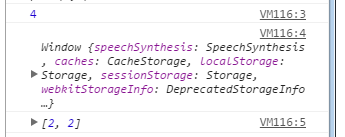 4 VM116:3
VM116:4
Window {speechSynthesis: SpeechSynthesis
, caches: CacheStorage, localStorage:
Storage, sessionStorage: Storage,
webkitStorageInfo: DeprecatedStorageInfo
…}
[2, 2] VM116:5